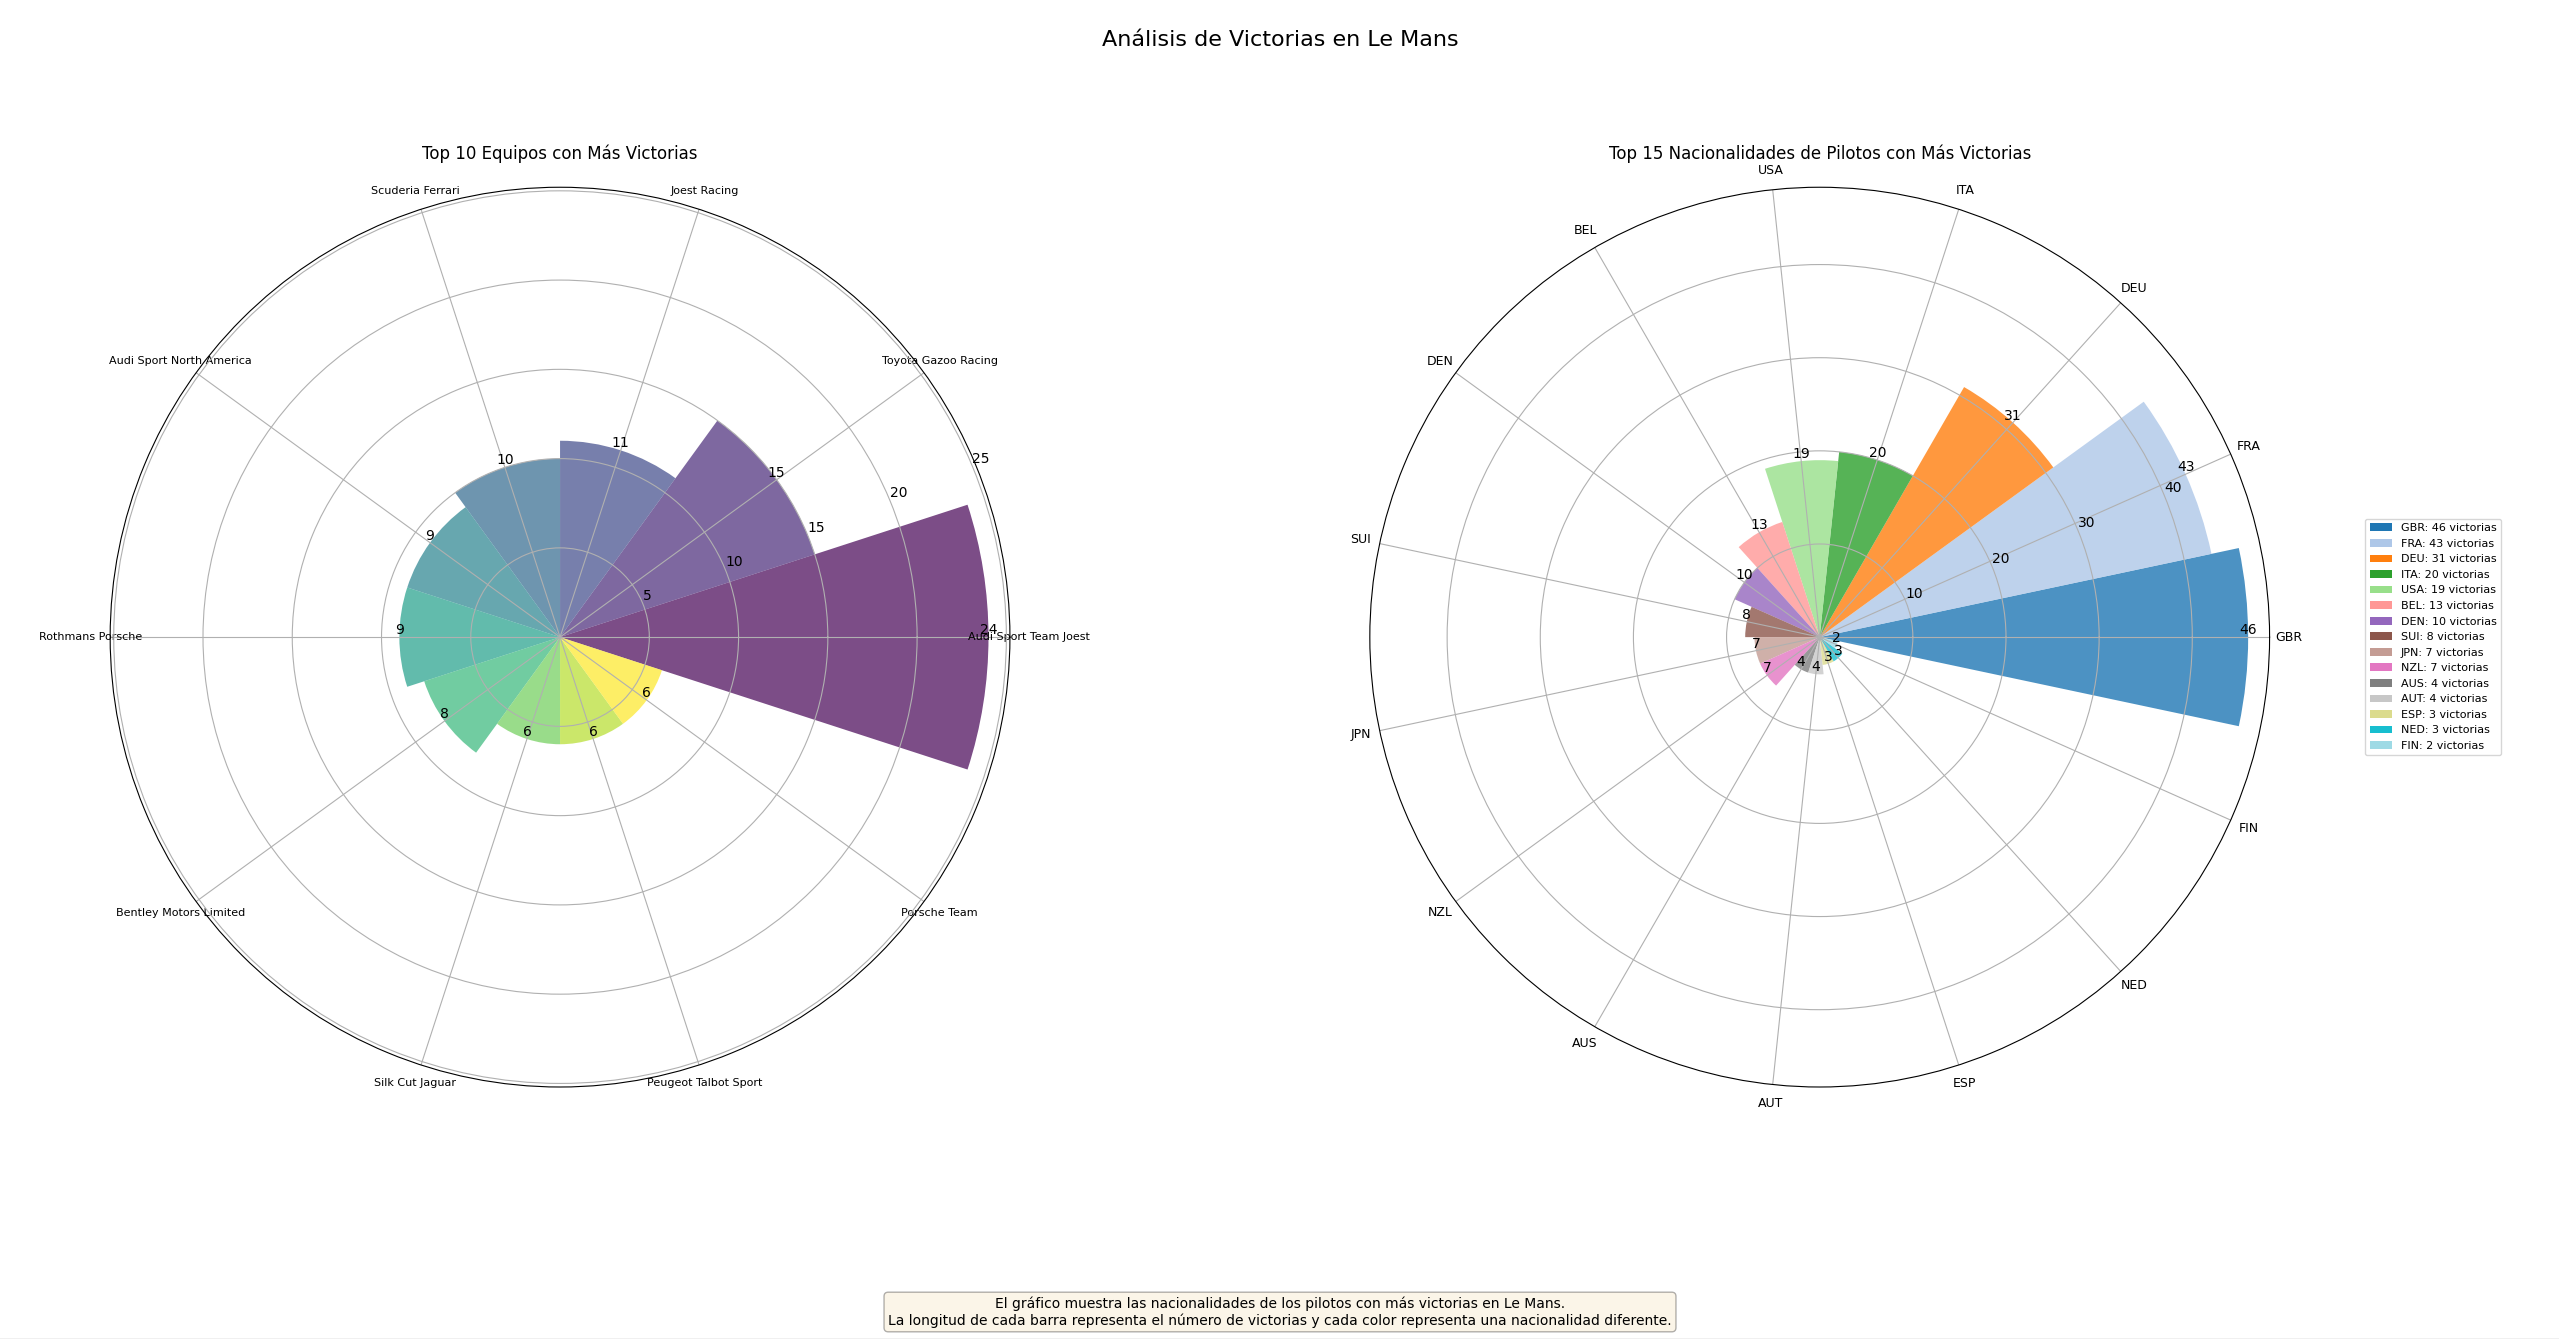 Análisis de Victorias en Le Mans
Top 10 Equipos con Más Victorias
Scuderia Ferrari
Joest Racing
Audi Sport North America
Toyota Gazoo Racing
Rothmans Porsche
Audi Sport Team Joest
Bentley Motors Limited
Porsche Team
Silk Cut Jaguar
Peugeot Talbot Sport
5
10
15
20
25
24
15
11
10
9
9
8
6
6
6
Top 15 Nacionalidades de Pilotos con Más Victorias
USA
ITA
BEL
DEU
DEN
FRA
SUI
GBR
JPN
FIN
NZL
NED
AUS
ESP
AUT
10
20
30
40
46
43
31
20
19
13
10
8
7
7
4
4
3
3
2
GBR: 46 victorias
FRA: 43 victorias
DEU: 31 victorias
ITA: 20 victorias
USA: 19 victorias
BEL: 13 victorias
DEN: 10 victorias
SUI: 8 victorias
JPN: 7 victorias
NZL: 7 victorias
AUS: 4 victorias
AUT: 4 victorias
ESP: 3 victorias
NED: 3 victorias
FIN: 2 victorias
El gráfico muestra las nacionalidades de los pilotos con más victorias en Le Mans.
La longitud de cada barra representa el número de victorias y cada color representa una nacionalidad diferente.